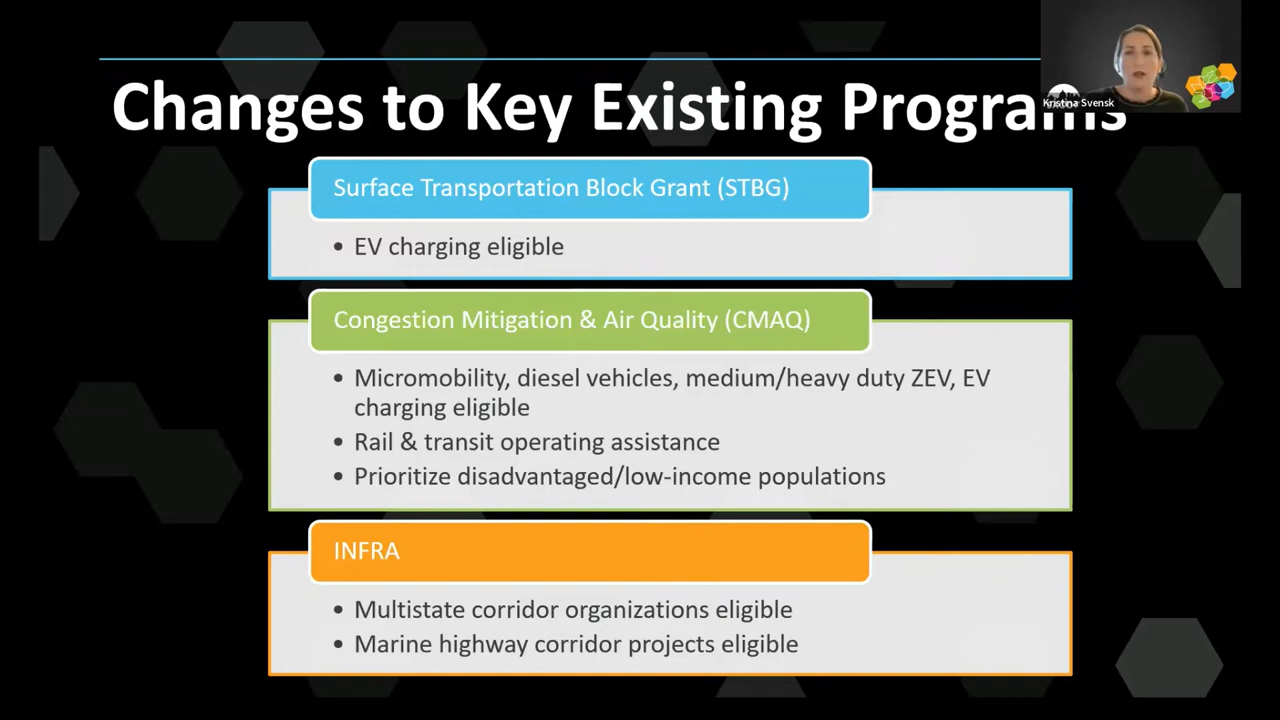 Changes to Key Existing Programs
Kristina Svensk
Surface Transportation Block Grant (STBG)
• EV charging eligible
Congestion Mitigation & Air Quality (CMAQ)
• Micromobility, diesel vehicles, medium/heavy duty ZEV, EV
charging eligible
• Rail & transit operating assistance
• Prioritize disadvantaged/low-income populations
INFRA
• Multistate corridor organizations eligible
• Marine highway corridor projects eligible